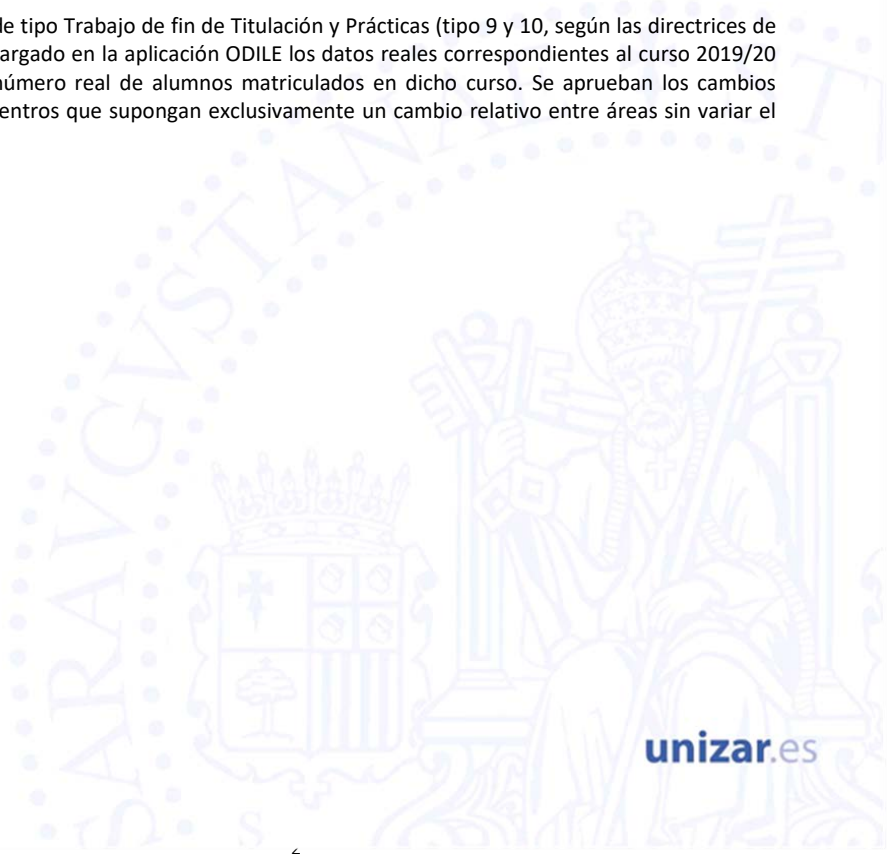 de tipo Trabajo de fin de Titulación y Prácticas (tipo 9 y 10, según las directrices de
argado en la aplicación ODILE los datos reales correspondientes al curso 2019/20
número real de alumnos matriculados en dicho curso. Se aprueban los cambios
entros que supongan exclusivamente un cambio relativo entre áreas sin variar el
unizar.es